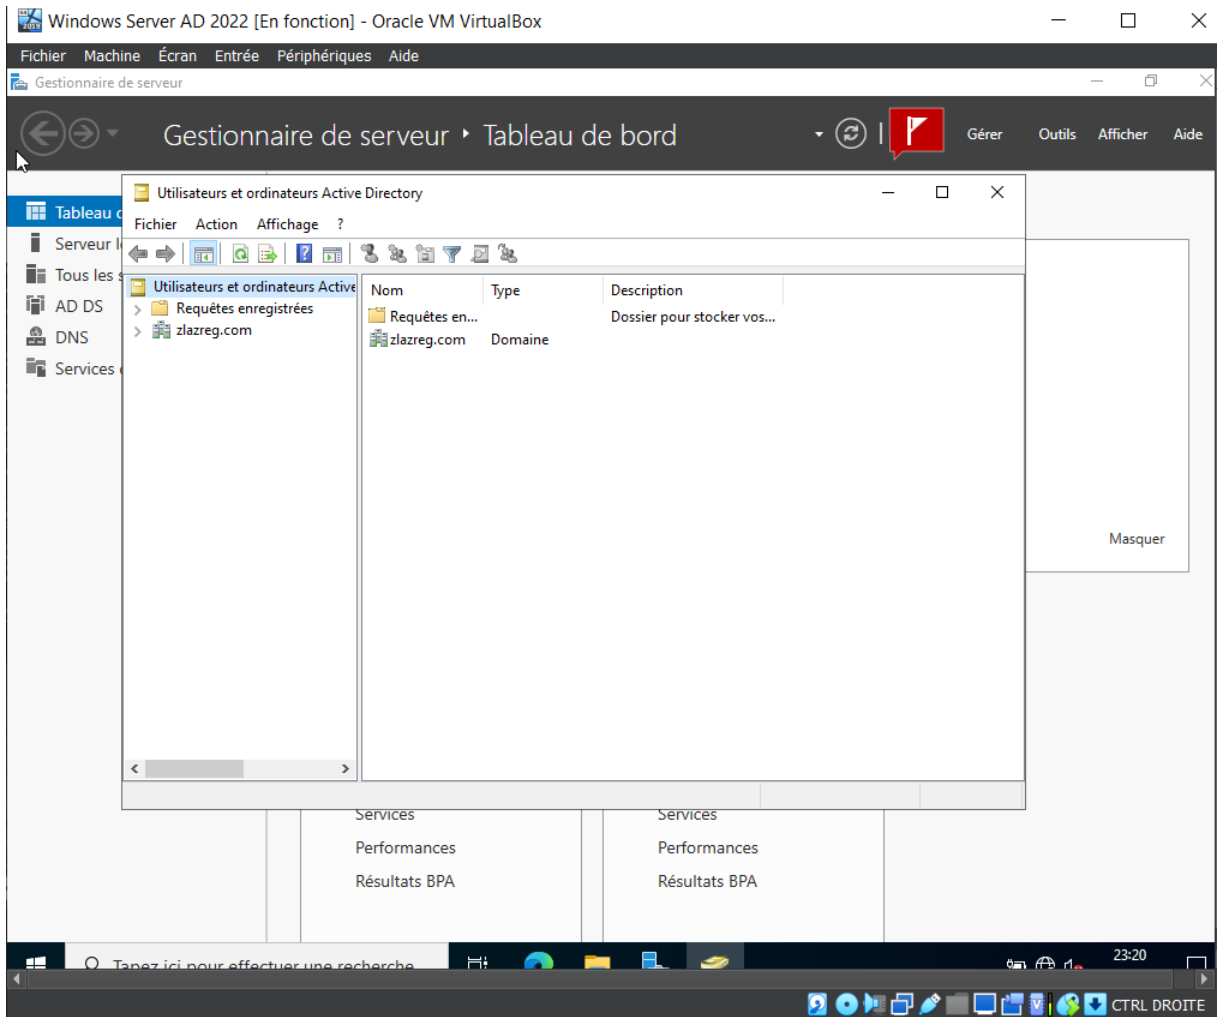 Windows Server AD 2022 [En fonction] - Oracle VM VirtualBox
Fichier Machine Écran Entrée Périphériques Aide
Gestionnaire de serveur
Gestionnaire de serveur Tableau de bord
Gérer Outils Afficher Aide
Utilisateurs et ordinateurs Active Directory
Fichier Action Affichage ?
Tableau
Serveur
Tous les
AD DS
DNS
Services
Utilisateurs et ordinateurs Active
Requêtes enregistrées
zlazreg.com
Nom Type Description
Requêtes en... Dossier pour stocker vos...
zlazreg.com Domaine
Masquer
Services Services
Performances Performances
Résultats BPA Résultats BPA
Tapez ici pour effectuer une recherche
23:20
CTRL DROITE